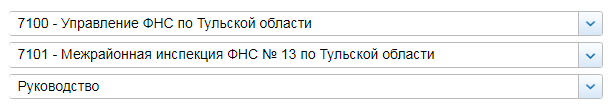 7100 - Управление ФНС по Тульской области
7101 - Межрайонная инспекция ФНС № 13 по Тульской области
Руководство